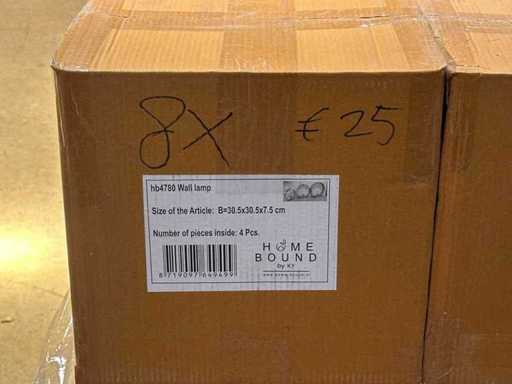 8X € 25
hb4780 Wall lamp
Size of the Article: B=30.5x30.5x7.5 cm
Number of pieces inside: 4 Pcs.
HOME
BOUND
by KY
8719097649499